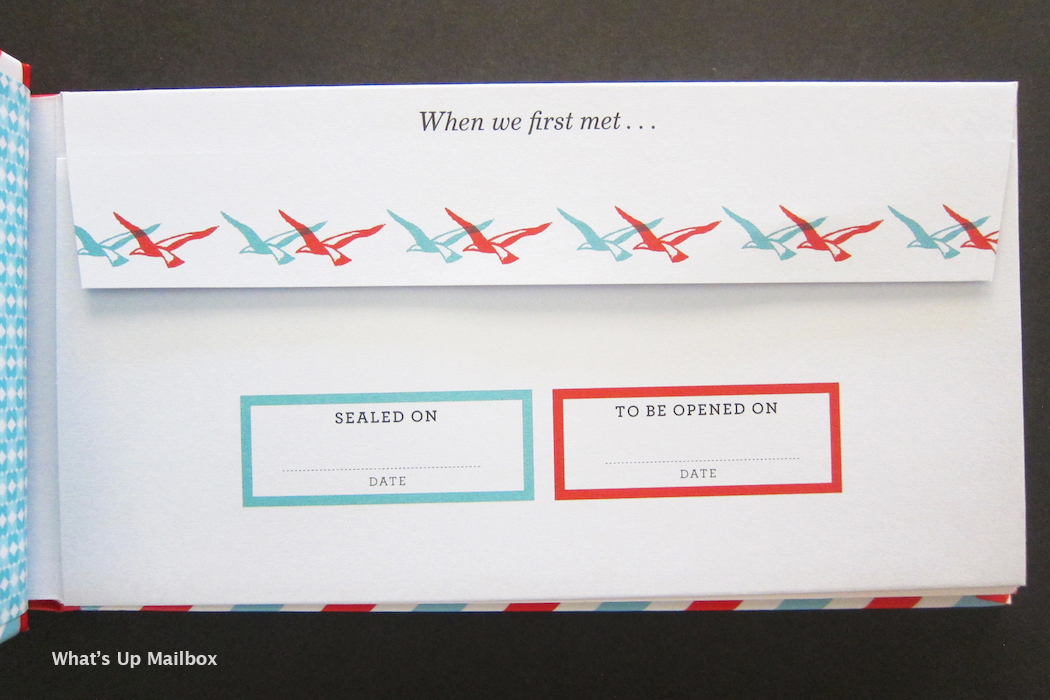 When we first met . . .
SEALED ON
DATE
TO BE OPENED ON
DATE
What's Up Mailbox